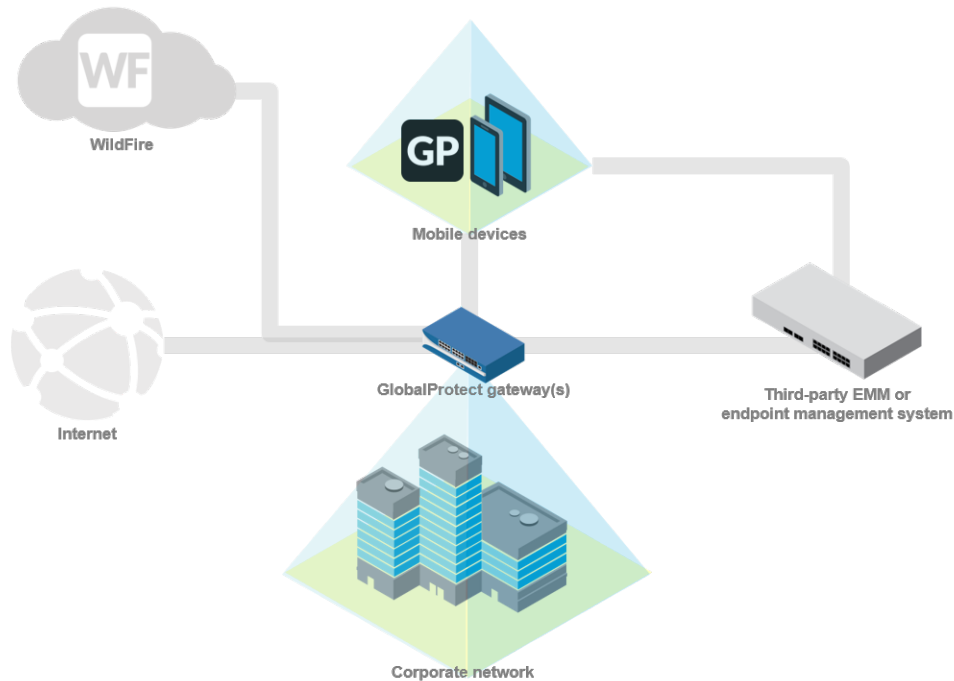 WF
WildFire
GP
Mobile devices
GlobalProtect gateway(s)
Internet
Third-party EMM or
endpoint management system
Corporate network